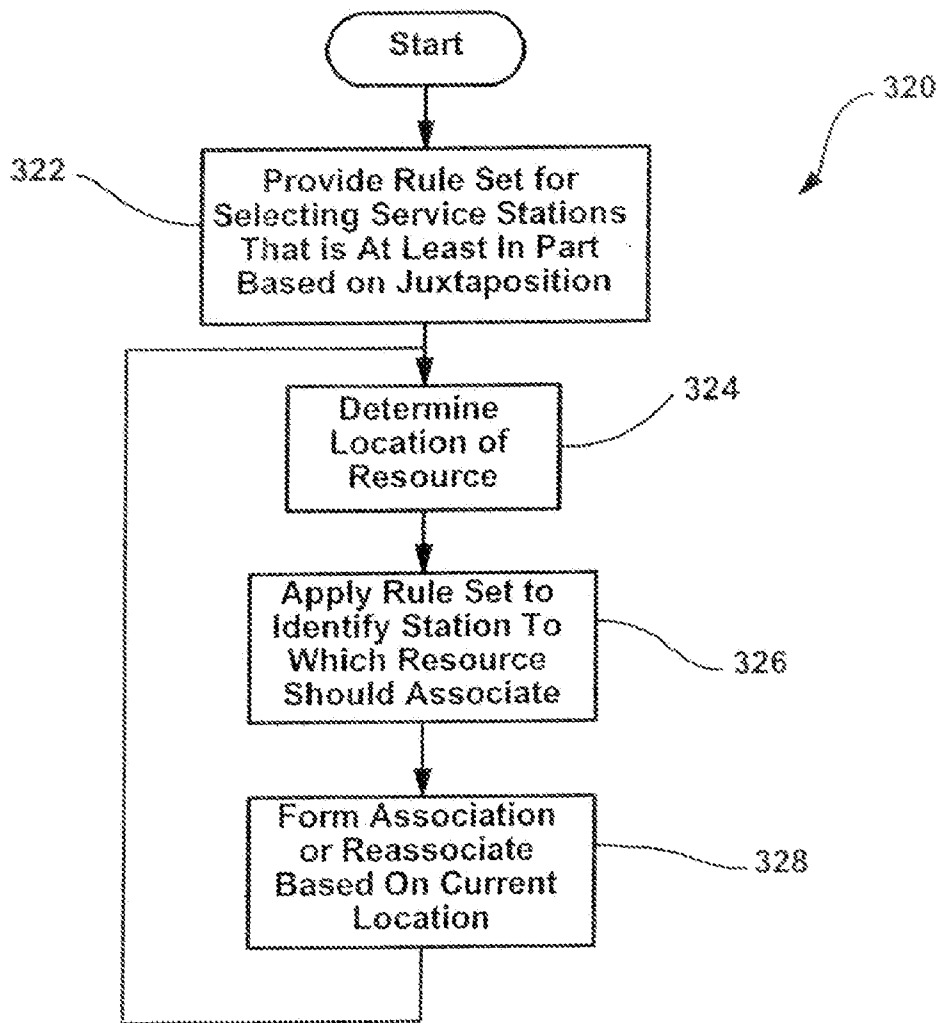 Start
320
322
Provide Rule Set for
Selecting Service Stations
That is At Least In Part
Based on Juxtaposition
324
Determine
Location of
Resource
Apply Rule Set to
Identify Station To
Which Resource
Should Associate
326
Form Association
or Reassociate
Based On Current
Location
328